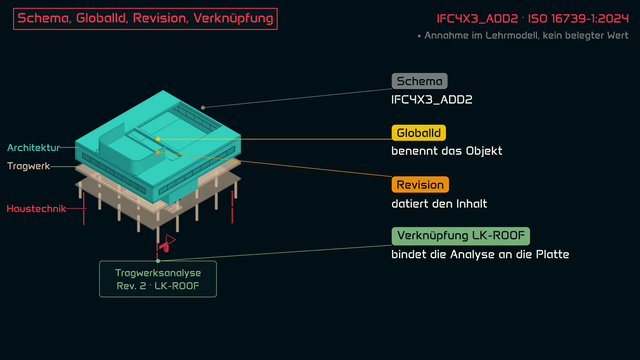 Schema, GlobalId, Revision, Verknüpfung
IFC4X3_ADD2 · ISO 16739-1:2024
• Annahme im Lehrmodell, kein belegter Wert
Schema
IFC4X3_ADD2
GlobalId
benennt das Objekt
Revision
datiert den Inhalt
Verknüpfung LK-ROOF
bindet die Analyse an die Platte
Architektur
Tragwerk
Haustechnik
Tragwerksanalyse
Rev. 2 · LK-ROOF